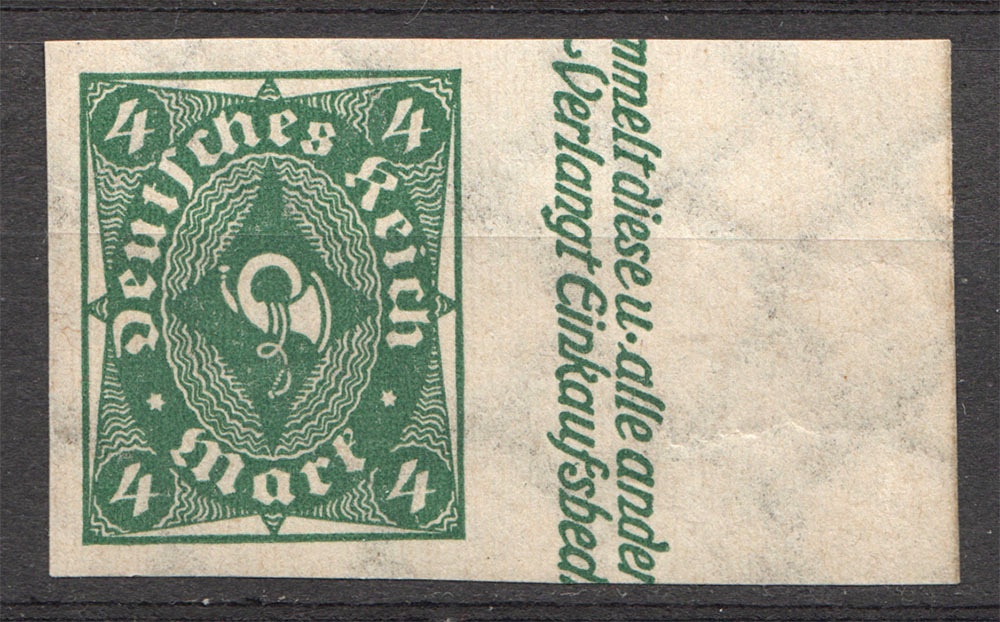 4 4
Deutsches Reich
Mark
4 4
mmelt diese u. alle ander
Verlangt Einkaufsbed